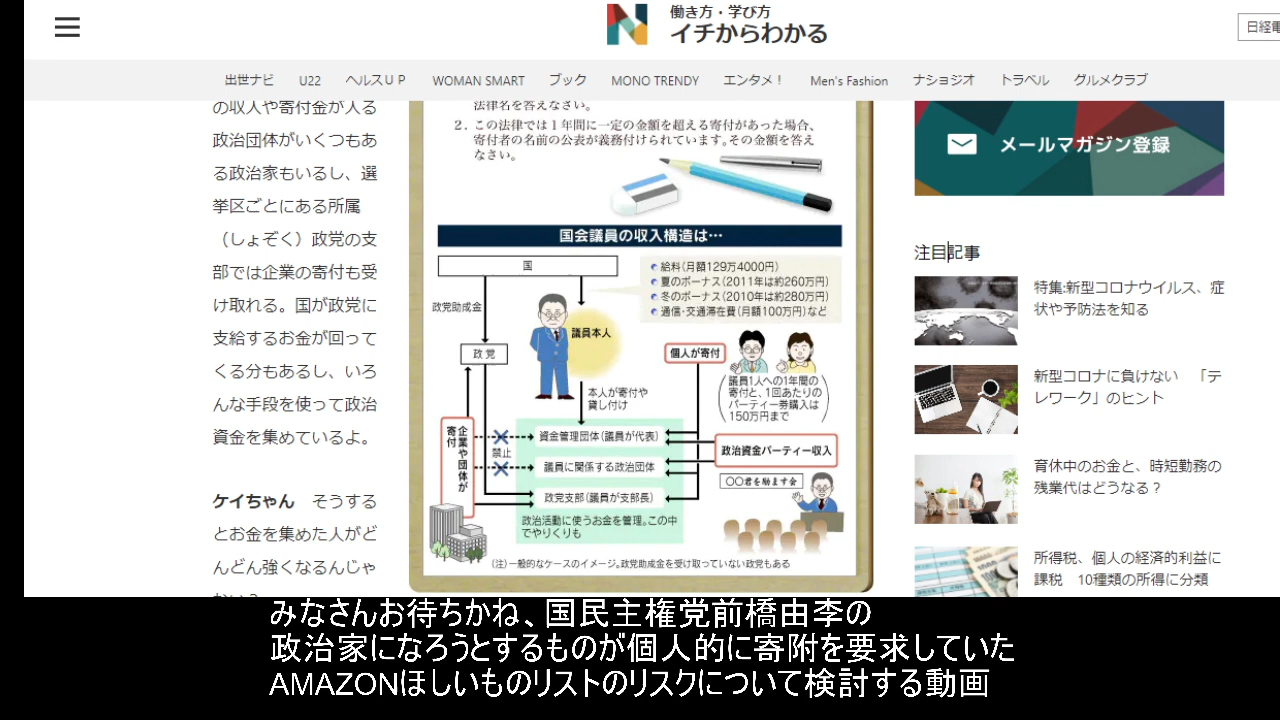 働き方・学び方
イチからわかる
出世ナビ U22 ヘルスＵＰ WOMAN SMART ブック MONO TRENDY エンタメ！ Men's Fashion ナショジオ トラベル グルメクラブ
の収入や寄付金が入る
政治団体がいくつもあ
る政治家もいるし、選
挙区ごとにある所属
（しょぞく）政党の支
部では企業の寄付も受
け取れる。国が政党に
支給するお金が回って
くる分もあるし、いろ
んな手段を使って政治
資金を集めているよ。
ケイちゃん　そうする
とお金を集めた人がど
んどん強くなるんじゃ
法律名を答えなさい。
2．この法律では１年間に一定の金額を超える寄付があった場合、
寄付者の名前の公表が義務付けられています。その金額を答え
なさい。
国会議員の収入構造は…
国
給料（月額129万4000円）
夏のボーナス（2011年は約260万円）
冬のボーナス（2010年は約280万円）
通信・交通滞在費（月額100万円）など
政党助成金
議員本人
政党
個人が寄付
議員1人への1年間の
寄付と、1回あたりの
パーティー券購入は
150万円まで
本人が寄付や
貸し付け
企業や団体が
寄付
禁止
資金管理団体（議員が代表）
議員に関係する政治団体
政党支部（議員が支部長）
政治活動に使うお金を管理。この中
でやりくりも
政治資金パーティー収入
〇〇君を励ます会
（注）一般的なケースのイメージ。政党助成金を受け取っていない政党もある
日経電
メールマガジン登録
注目記事
特集:新型コロナウイルス、症
状や予防法を知る
新型コロナに負けない　「テ
レワーク」のヒント
育休中のお金と、時短勤務の
残業代はどうなる？
所得税、個人の経済的利益に
課税　10種類の所得に分類
みなさんお待ちかね、国民主権党前橋由李の
政治家になろうとするものが個人的に寄附を要求していた
AMAZONほしいものリストのリスクについて検討する動画